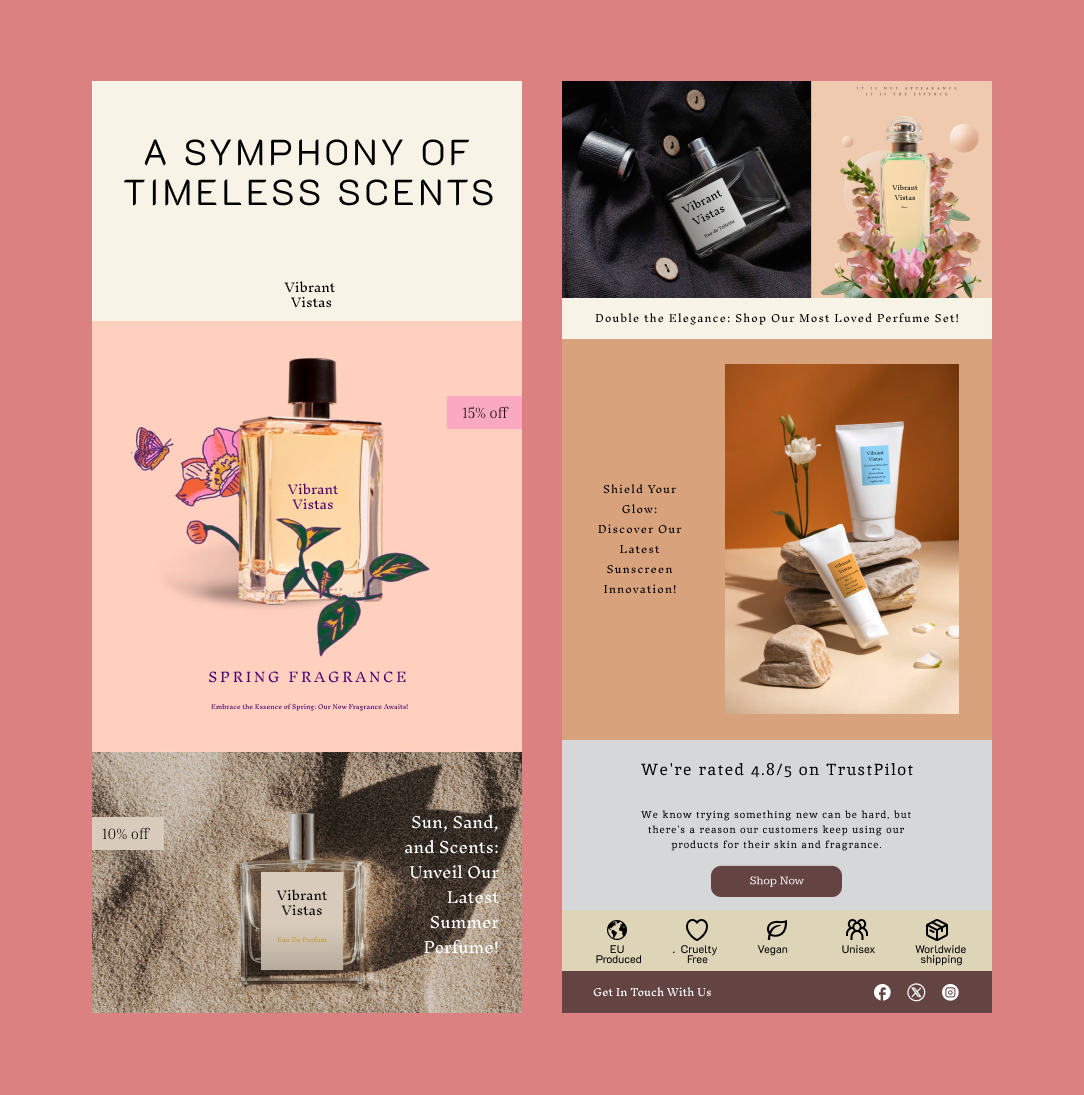 A SYMPHONY OF
TIMELESS SCENTS
Vibrant
Vistas
15% off
Vibrant
Vistas
SPRING FRAGRANCE
Embrace the Essence of Spring: Our New Fragrance Awaits!
10% off
Sun, Sand,
and Scents:
Unveil Our
Latest
Summer
Perfume!
Vibrant
Vistas
Eau De Parfum
Vibrant
Vistas
Eau de Toilette
IT IS NOT APPEARANCE
IT IS THE ESSENCE
Vibrant
Vistas
Double the Elegance: Shop Our Most Loved Perfume Set!
Shield Your
Glow:
Discover Our
Latest
Sunscreen
Innovation!
Vibrant
Vistas
Vibrant
Vistas
We're rated 4.8/5 on TrustPilot
We know trying something new can be hard, but
there's a reason our customers keep using our
products for their skin and fragrance.
Shop Now
EU
Produced
. Cruelty
Free
Vegan
Unisex
Worldwide
shipping
Get In Touch With Us